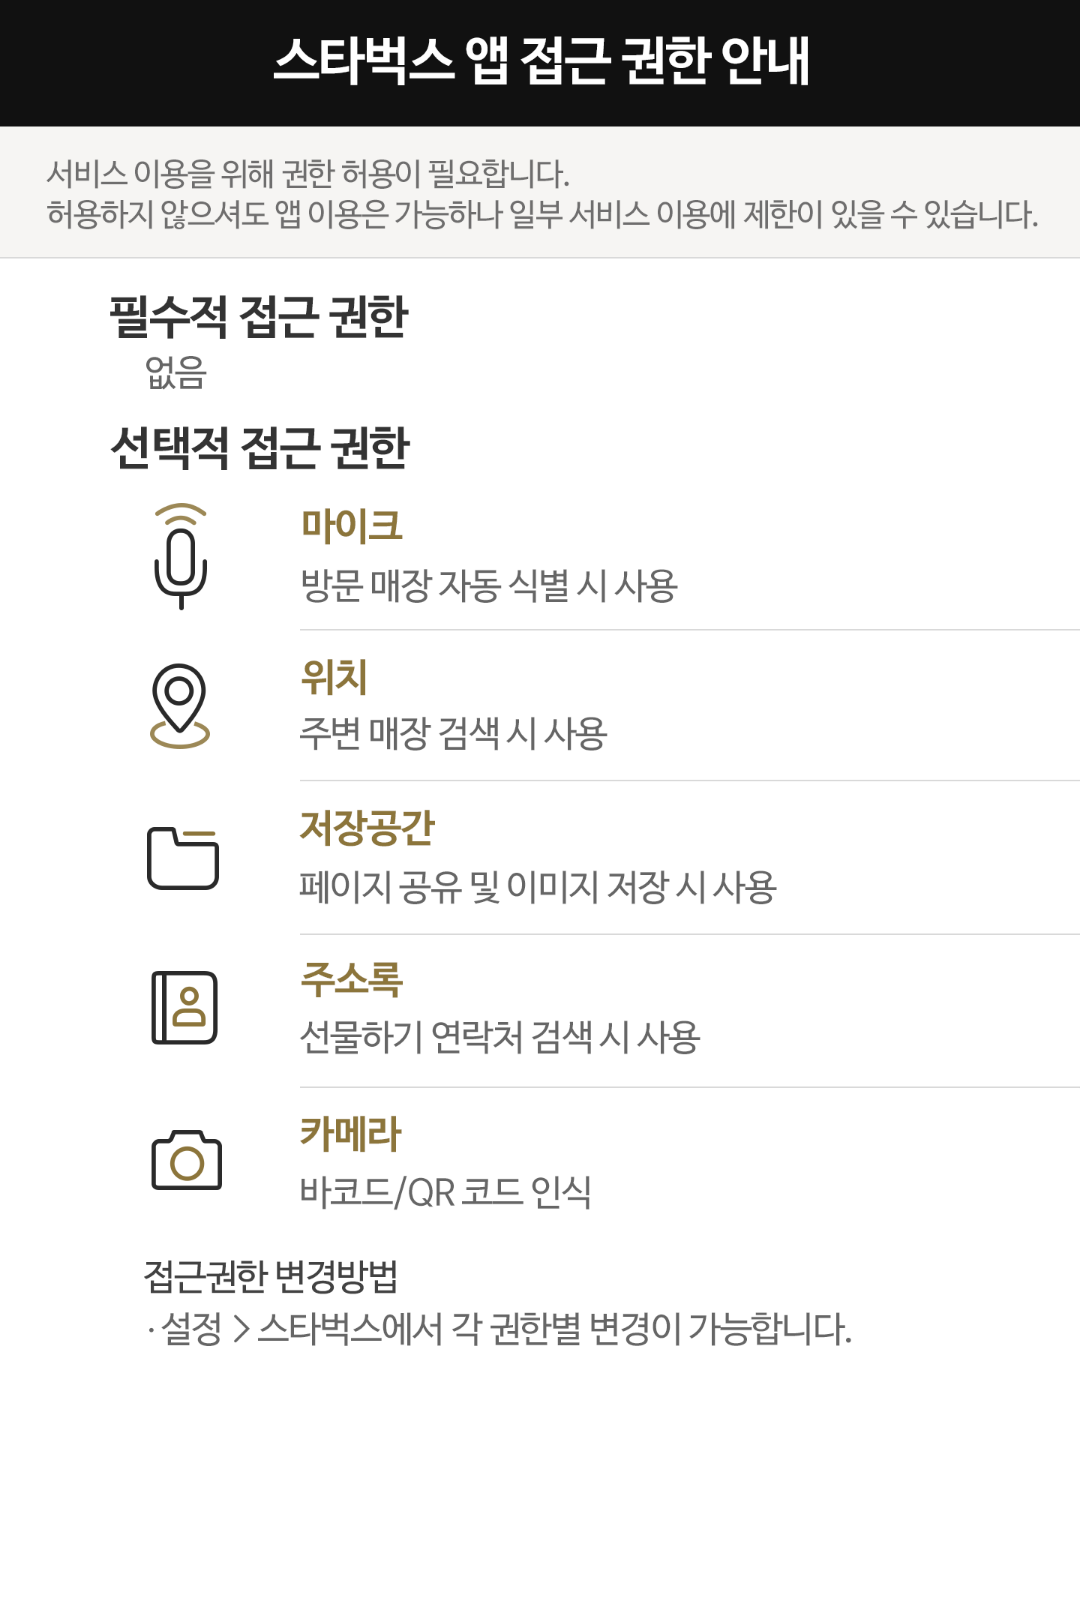 스타벅스 앱 접근 권한 안내
서비스 이용을 위해 권한 허용이 필요합니다.
허용하지 않으셔도 앱 이용은 가능하나 일부 서비스 이용에 제한이 있을 수 있습니다.
필수적 접근 권한
없음
선택적 접근 권한
마이크
방문 매장 자동 식별 시 사용
위치
주변 매장 검색 시 사용
저장공간
페이지 공유 및 이미지 저장 시 사용
주소록
선물하기 연락처 검색 시 사용
카메라
바코드/QR 코드 인식
접근권한 변경방법
· 설정 > 스타벅스에서 각 권한별 변경이 가능합니다.